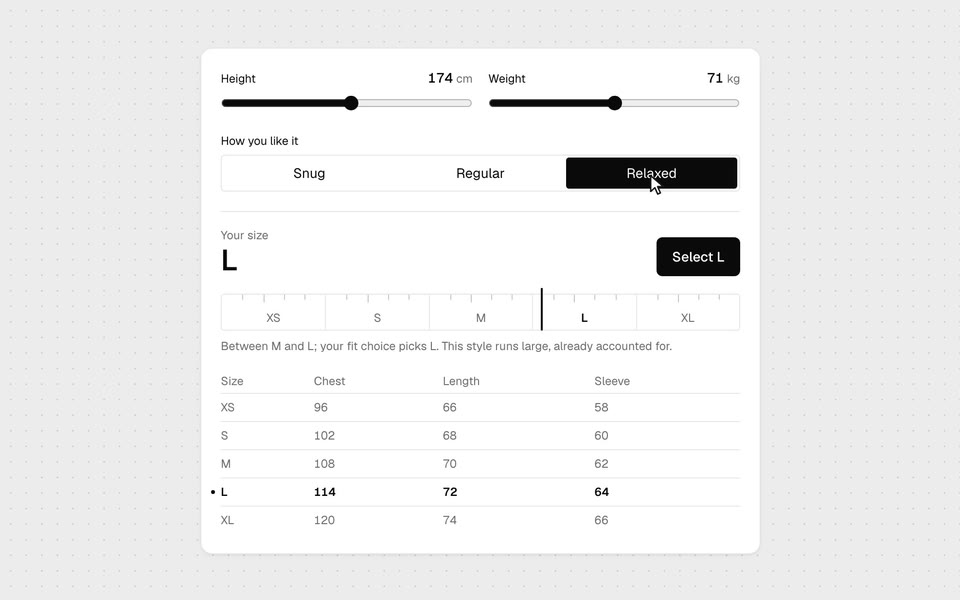 Height 174 cm Weight 71 kg
How you like it
Snug Regular Relaxed
Your size
L
Select L
XS S M L XL
Between M and L; your fit choice picks L. This style runs large, already accounted for.
Size Chest Length Sleeve
XS 96 66 58
S 102 68 60
M 108 70 62
L 114 72 64
XL 120 74 66